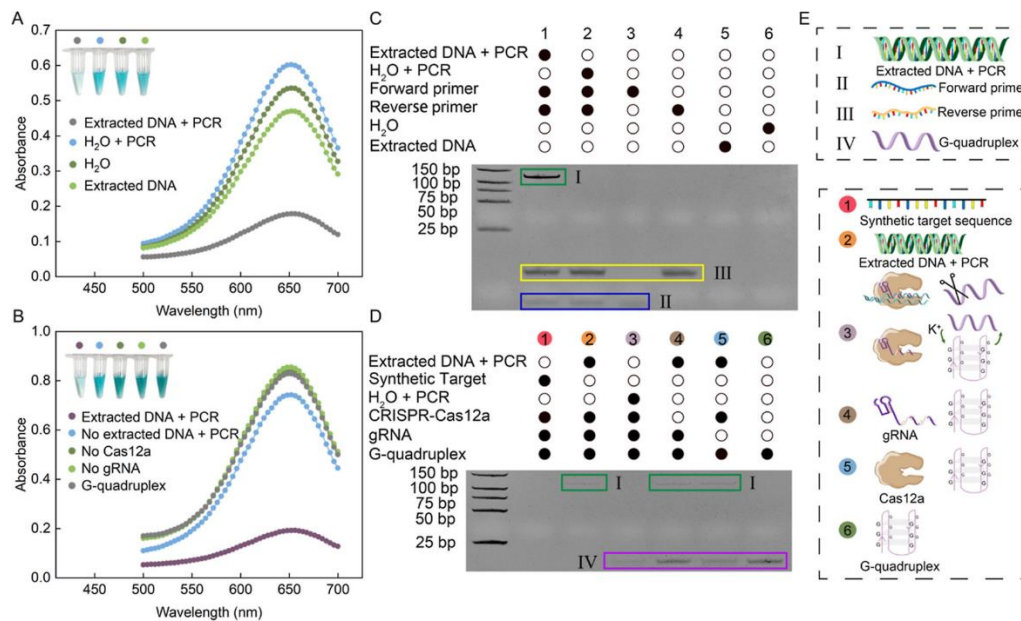 A
0.7
0.6
0.5
0.4
0.3
0.2
0.1
0.0
Absorbance
Extracted DNA + PCR
H2O + PCR
H2O
Extracted DNA
450 500 550 600 650 700
Wavelength (nm)
B
1.0
0.8
0.6
0.4
0.2
0.0
Absorbance
Extracted DNA + PCR
No extracted DNA + PCR
No Cas12a
No gRNA
G-quadruplex
450 500 550 600 650 700
Wavelength (nm)
C
1 2 3 4 5 6
Extracted DNA + PCR
H2O + PCR
Forward primer
Reverse primer
H2O
Extracted DNA
150 bp
100 bp
75 bp
50 bp
25 bp
I
III
II
D
1 2 3 4 5 6
Extracted DNA + PCR
Synthetic Target
H2O + PCR
CRISPR-Cas12a
gRNA
G-quadruplex
150 bp
100 bp
75 bp
50 bp
25 bp
I
I
IV
E
I
Extracted DNA + PCR
II Forward prime
III Reverse prime
IV G-quadruplex
1
Synthetic target sequence
2
Extracted DNA + PCR
3
K+
4
gRNA
5
Cas12a
6
G-quadruplex